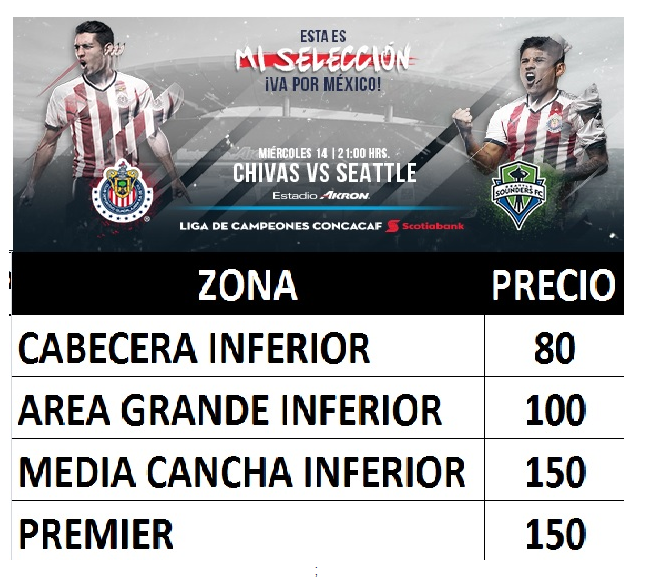 ESTA ES
MI SELECCIÓN
¡VA POR MÉXICO!
MIÉRCOLES 14 | 21:00 HRS.
CHIVAS VS SEATTLE
Estadio AKRON
LIGA DE CAMPEONES CONCACAF Scotiabank
SEATTLE
SOUNDERS FC
ZONA PRECIO
CABECERA INFERIOR 80
AREA GRANDE INFERIOR 100
MEDIA CANCHA INFERIOR 150
PREMIER 150